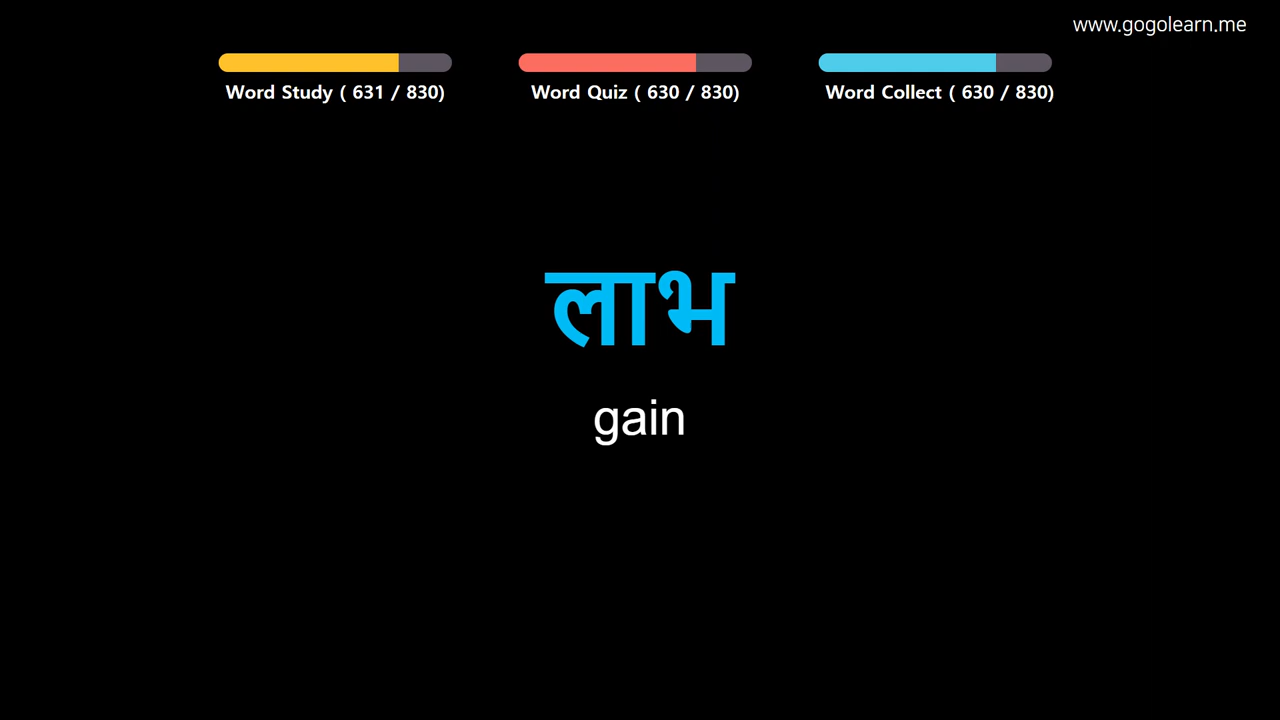 www.gogolearn.me
Word Study ( 631 / 830)
Word Quiz ( 630 / 830)
Word Collect ( 630 / 830)
लाभ
gain